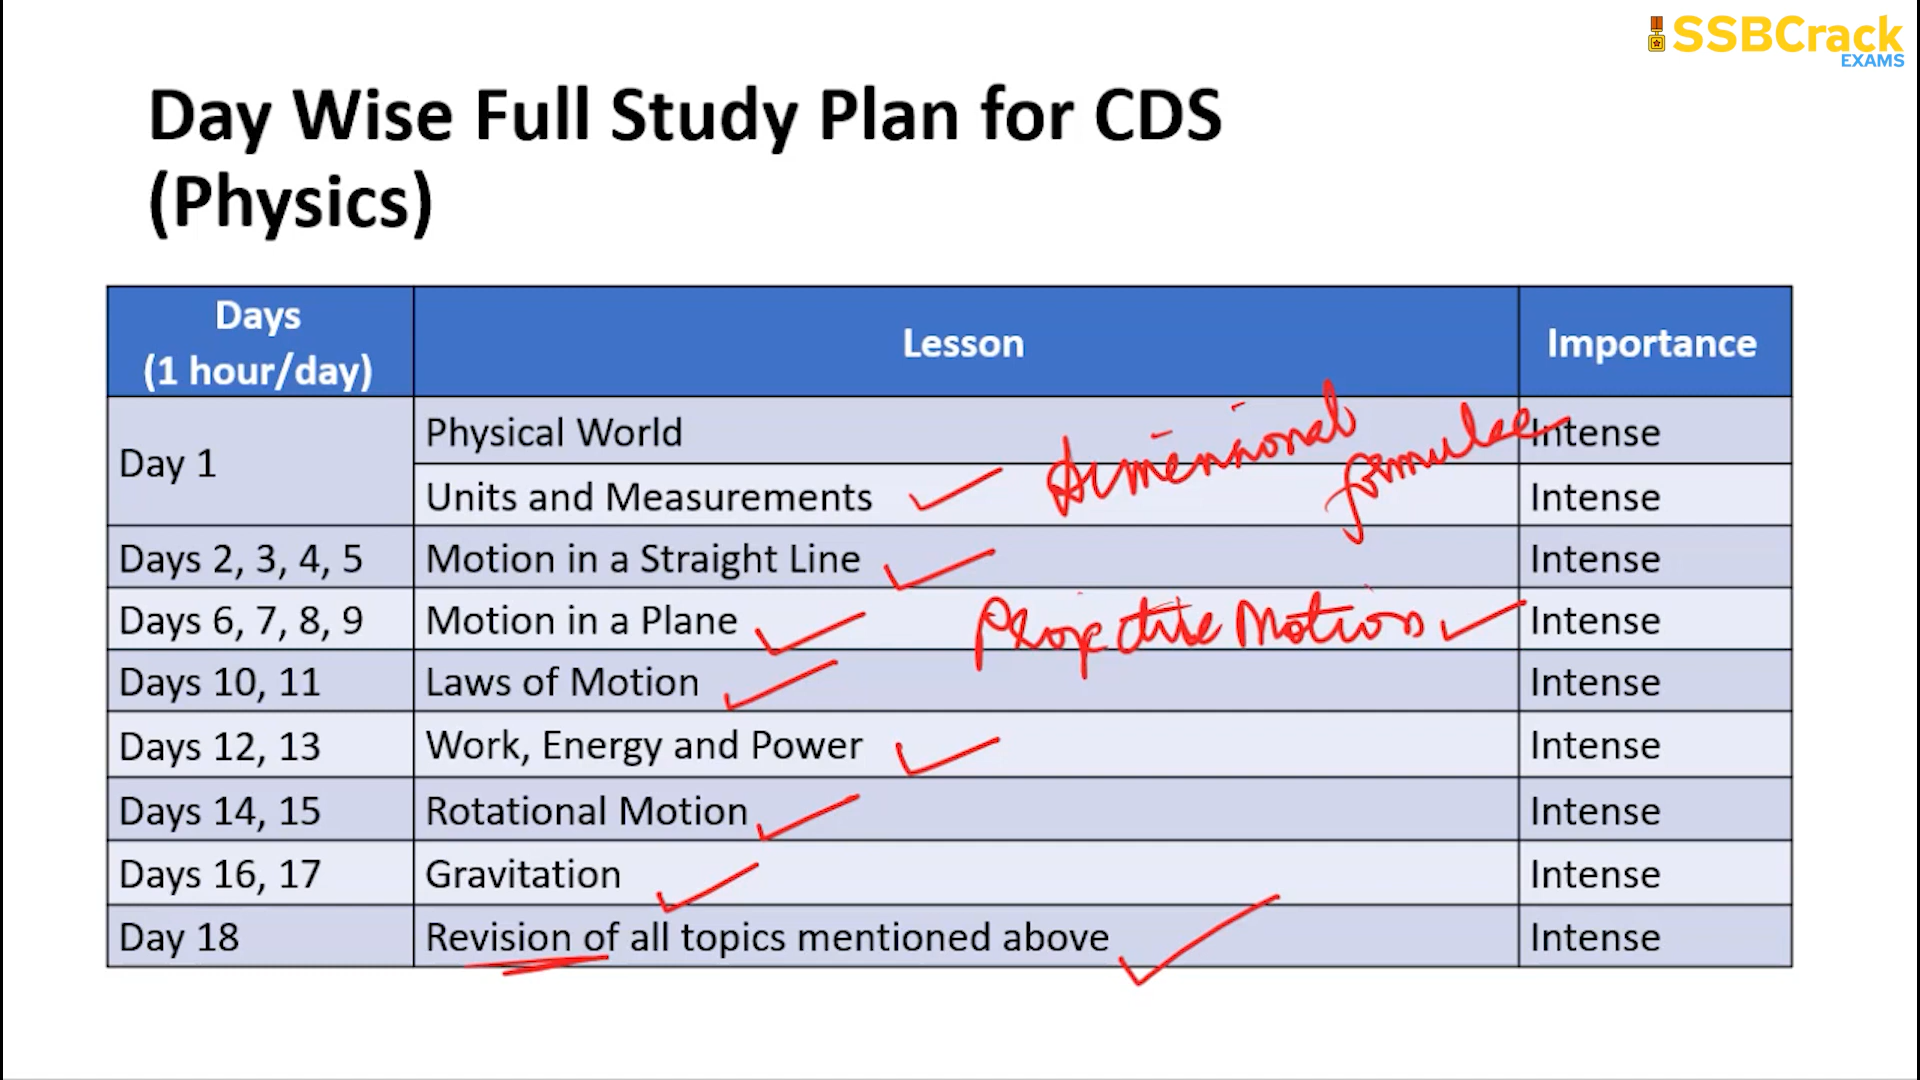 SSBCrack
EXAMS
Day Wise Full Study Plan for CDS
(Physics)
Days
(1 hour/day)
Lesson
Importance
Day 1
Physical World
Intense
Units and Measurements
dimensional
formulae
Intense
Days 2, 3, 4, 5
Motion in a Straight Line
Intense
Days 6, 7, 8, 9
Motion in a Plane
Motion
Intense
Days 10, 11
Laws of Motion
Intense
Days 12, 13
Work, Energy and Power
Intense
Days 14, 15
Rotational Motion
Intense
Days 16, 17
Gravitation
Intense
Day 18
Revision of all topics mentioned above
Intense